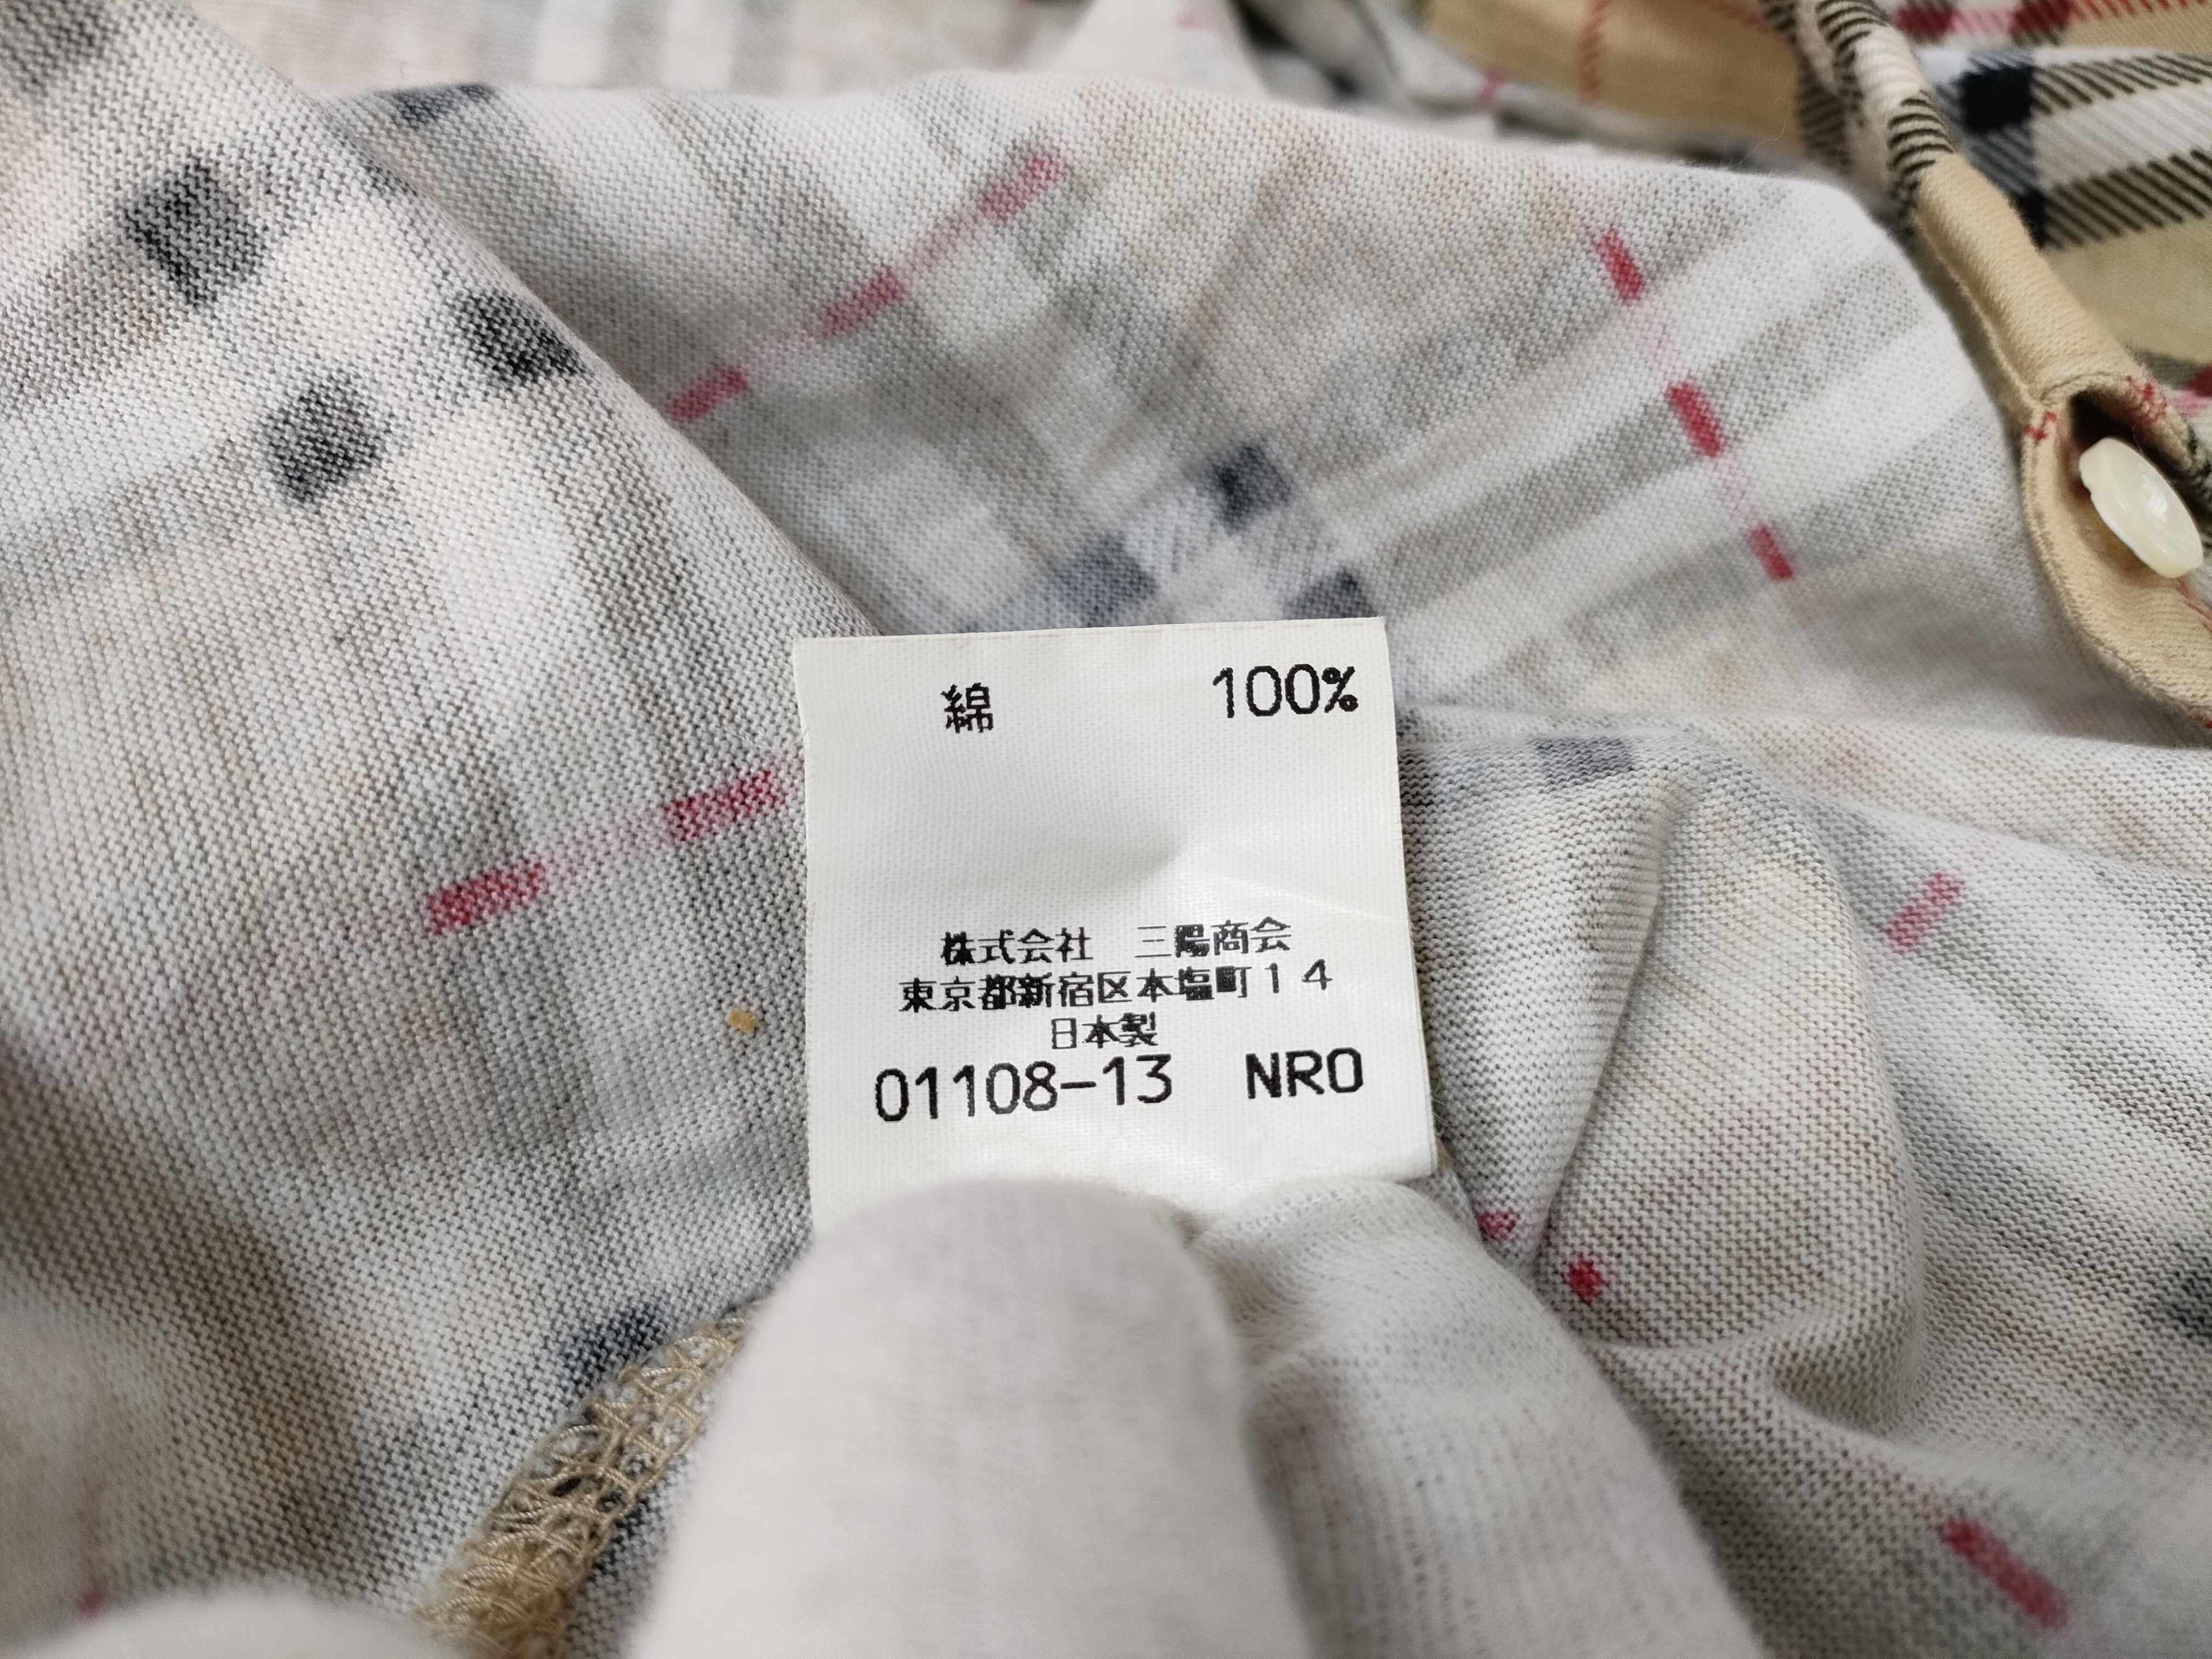 綿 100%
株式会社 三陽商会
東京都新宿区本塩町14
日本製
01108-13 NRO